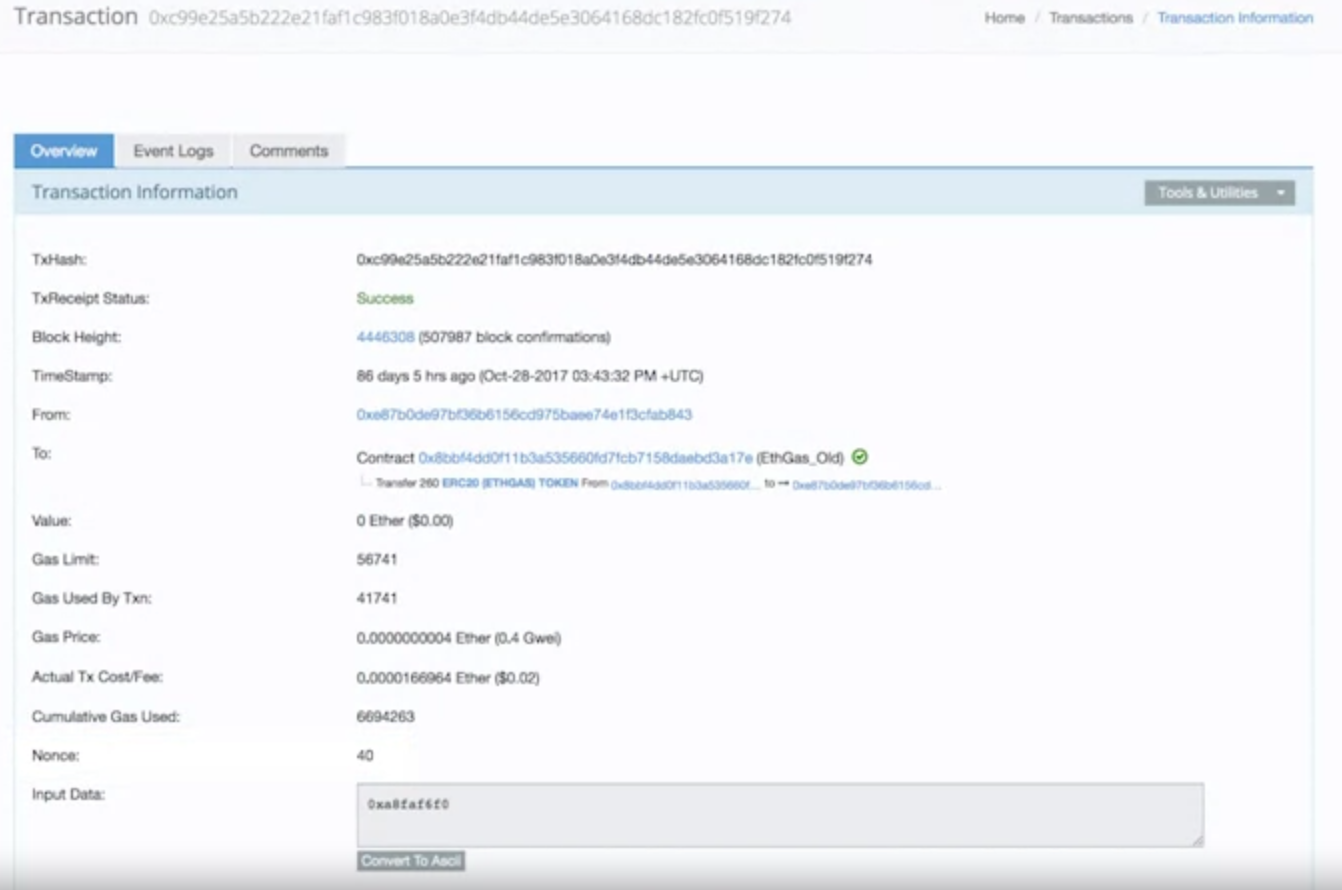 Transaction 0xc99e25a5b222e21faf1c983f018a0e3f4db44de5e3064168dc182fc0f519f274
Home / Transactions / Transaction Information
Overview Event Logs Comments
Transaction Information
Tools & Utilities
TxHash: 0xc99e25a5b222e21faf1c983f018a0e3f4db44de5e3064168dc182fc0f519f274
TxReceipt Status: Success
Block Height: 4446308 (507987 block confirmations)
TimeStamp: 86 days 5 hrs ago (Oct-28-2017 03:43:32 PM +UTC)
From: 0xe87b0de97bf36b6156cd975baee74e1f3cfab843
To: Contract 0x8bbf4dd0f11b3a535660fd7fcb7158daebd3a17e (EthGas_Old)
Transfer 260 ERC20 (ETHGAS) TOKEN From 0x8bbf4dd0f11b3a535660f... to → 0xe87b0de97bf36b6156cd...
Value: 0 Ether ($0.00)
Gas Limit: 56741
Gas Used By Txn: 41741
Gas Price: 0.0000000004 Ether (0.4 Gwei)
Actual Tx Cost/Fee: 0.0000166964 Ether ($0.02)
Cumulative Gas Used: 6694263
Nonce: 40
Input Data: 0xa8faf6f0
Convert To Ascii